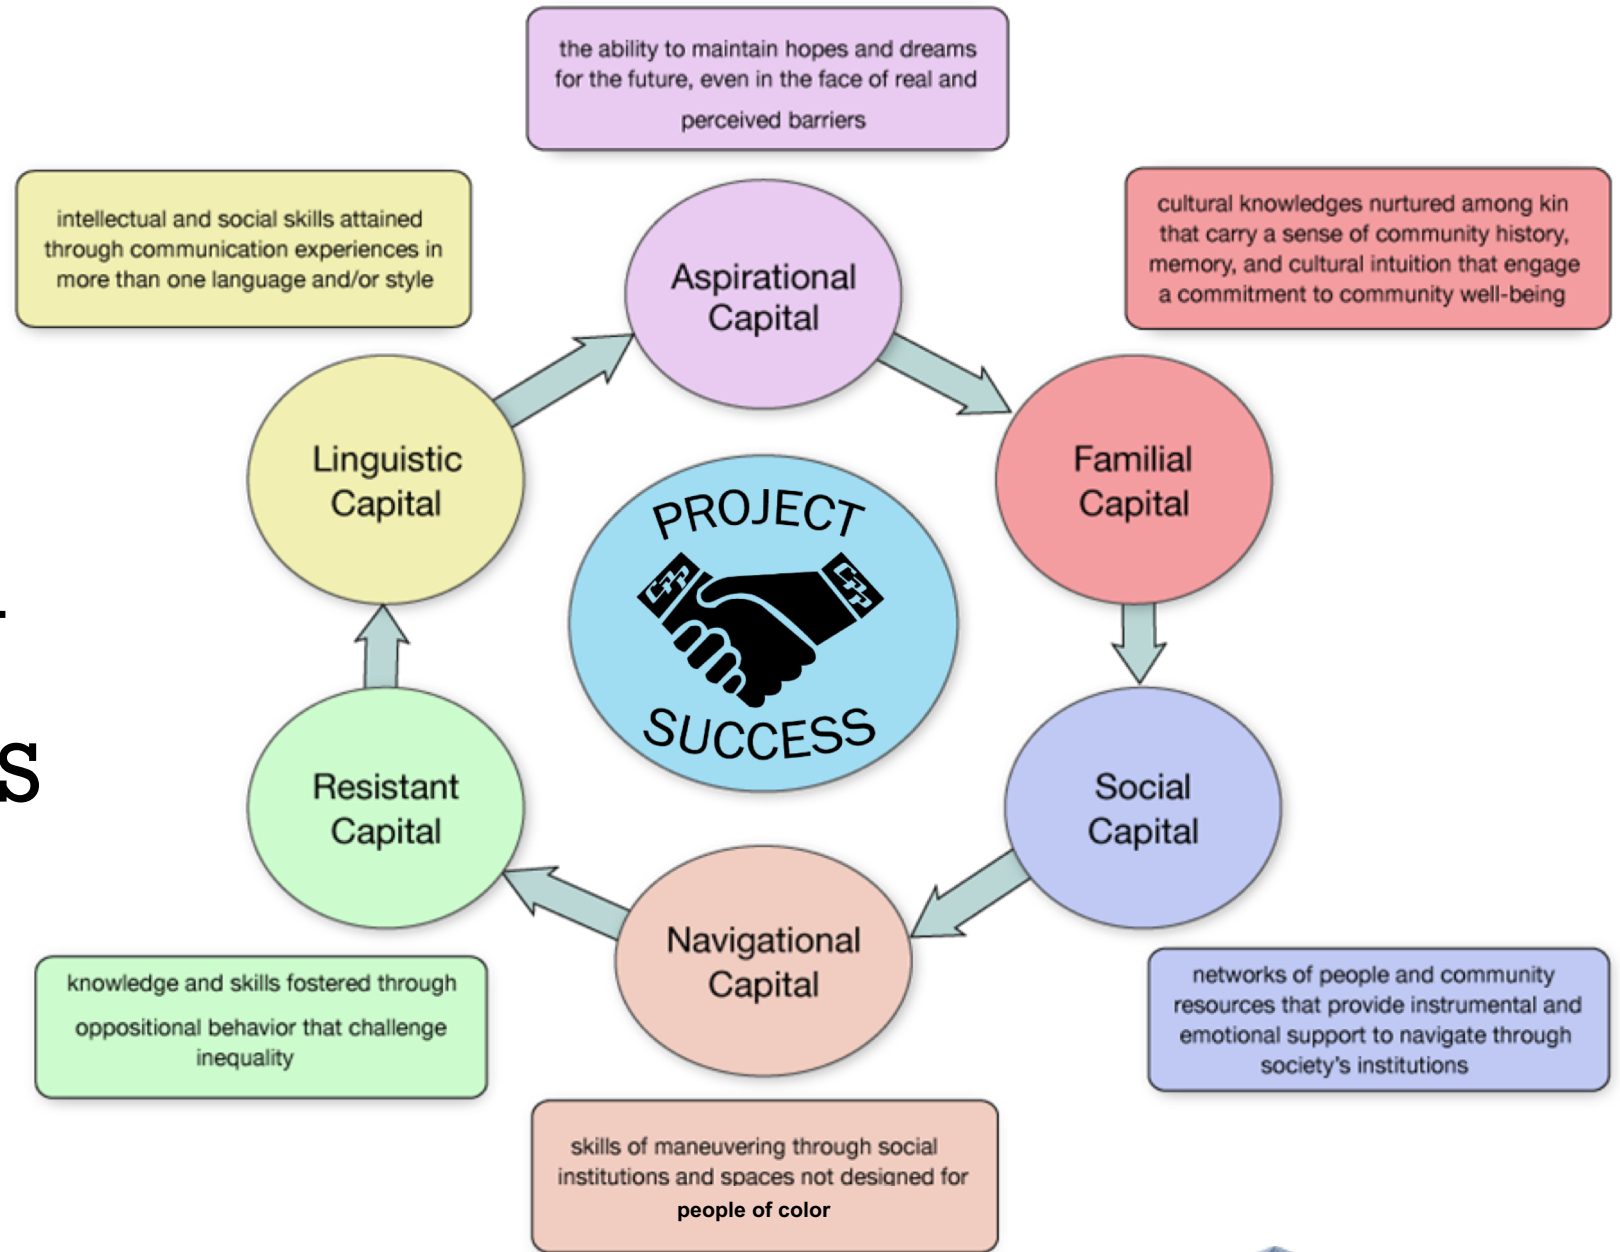 the ability to maintain hopes and dreams
for the future, even in the face of real and
perceived barriers
intellectual and social skills attained
through communication experiences in
more than one language and/or style
cultural knowledges nurtured among kin
that carry a sense of community history,
memory, and cultural intuition that engage
a commitment to community well-being
Aspirational
Capital
Linguistic
Capital
Familial
Capital
PROJECT
CPP
CPP
SUCCESS
s
Resistant
Capital
Social
Capital
Navigational
Capital
knowledge and skills fostered through
oppositional behavior that challenge
inequality
networks of people and community
resources that provide instrumental and
emotional support to navigate through
society's institutions
skills of maneuvering through social
institutions and spaces not designed for
people of color